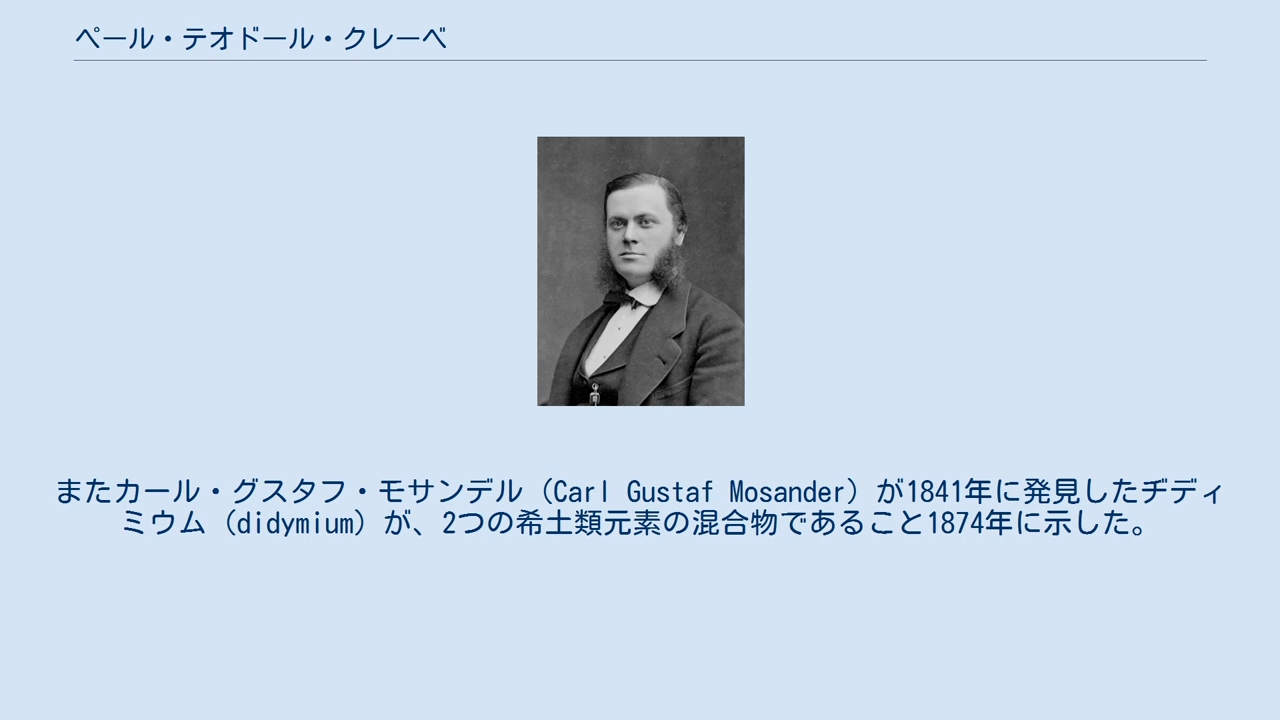 ペール・テオドール・クレーベ
またカール・グスタフ・モサンデル（Carl Gustaf Mosander）が1841年に発見したヂディ
ミウム（didymium）が、2つの希土類元素の混合物であること1874年に示した。